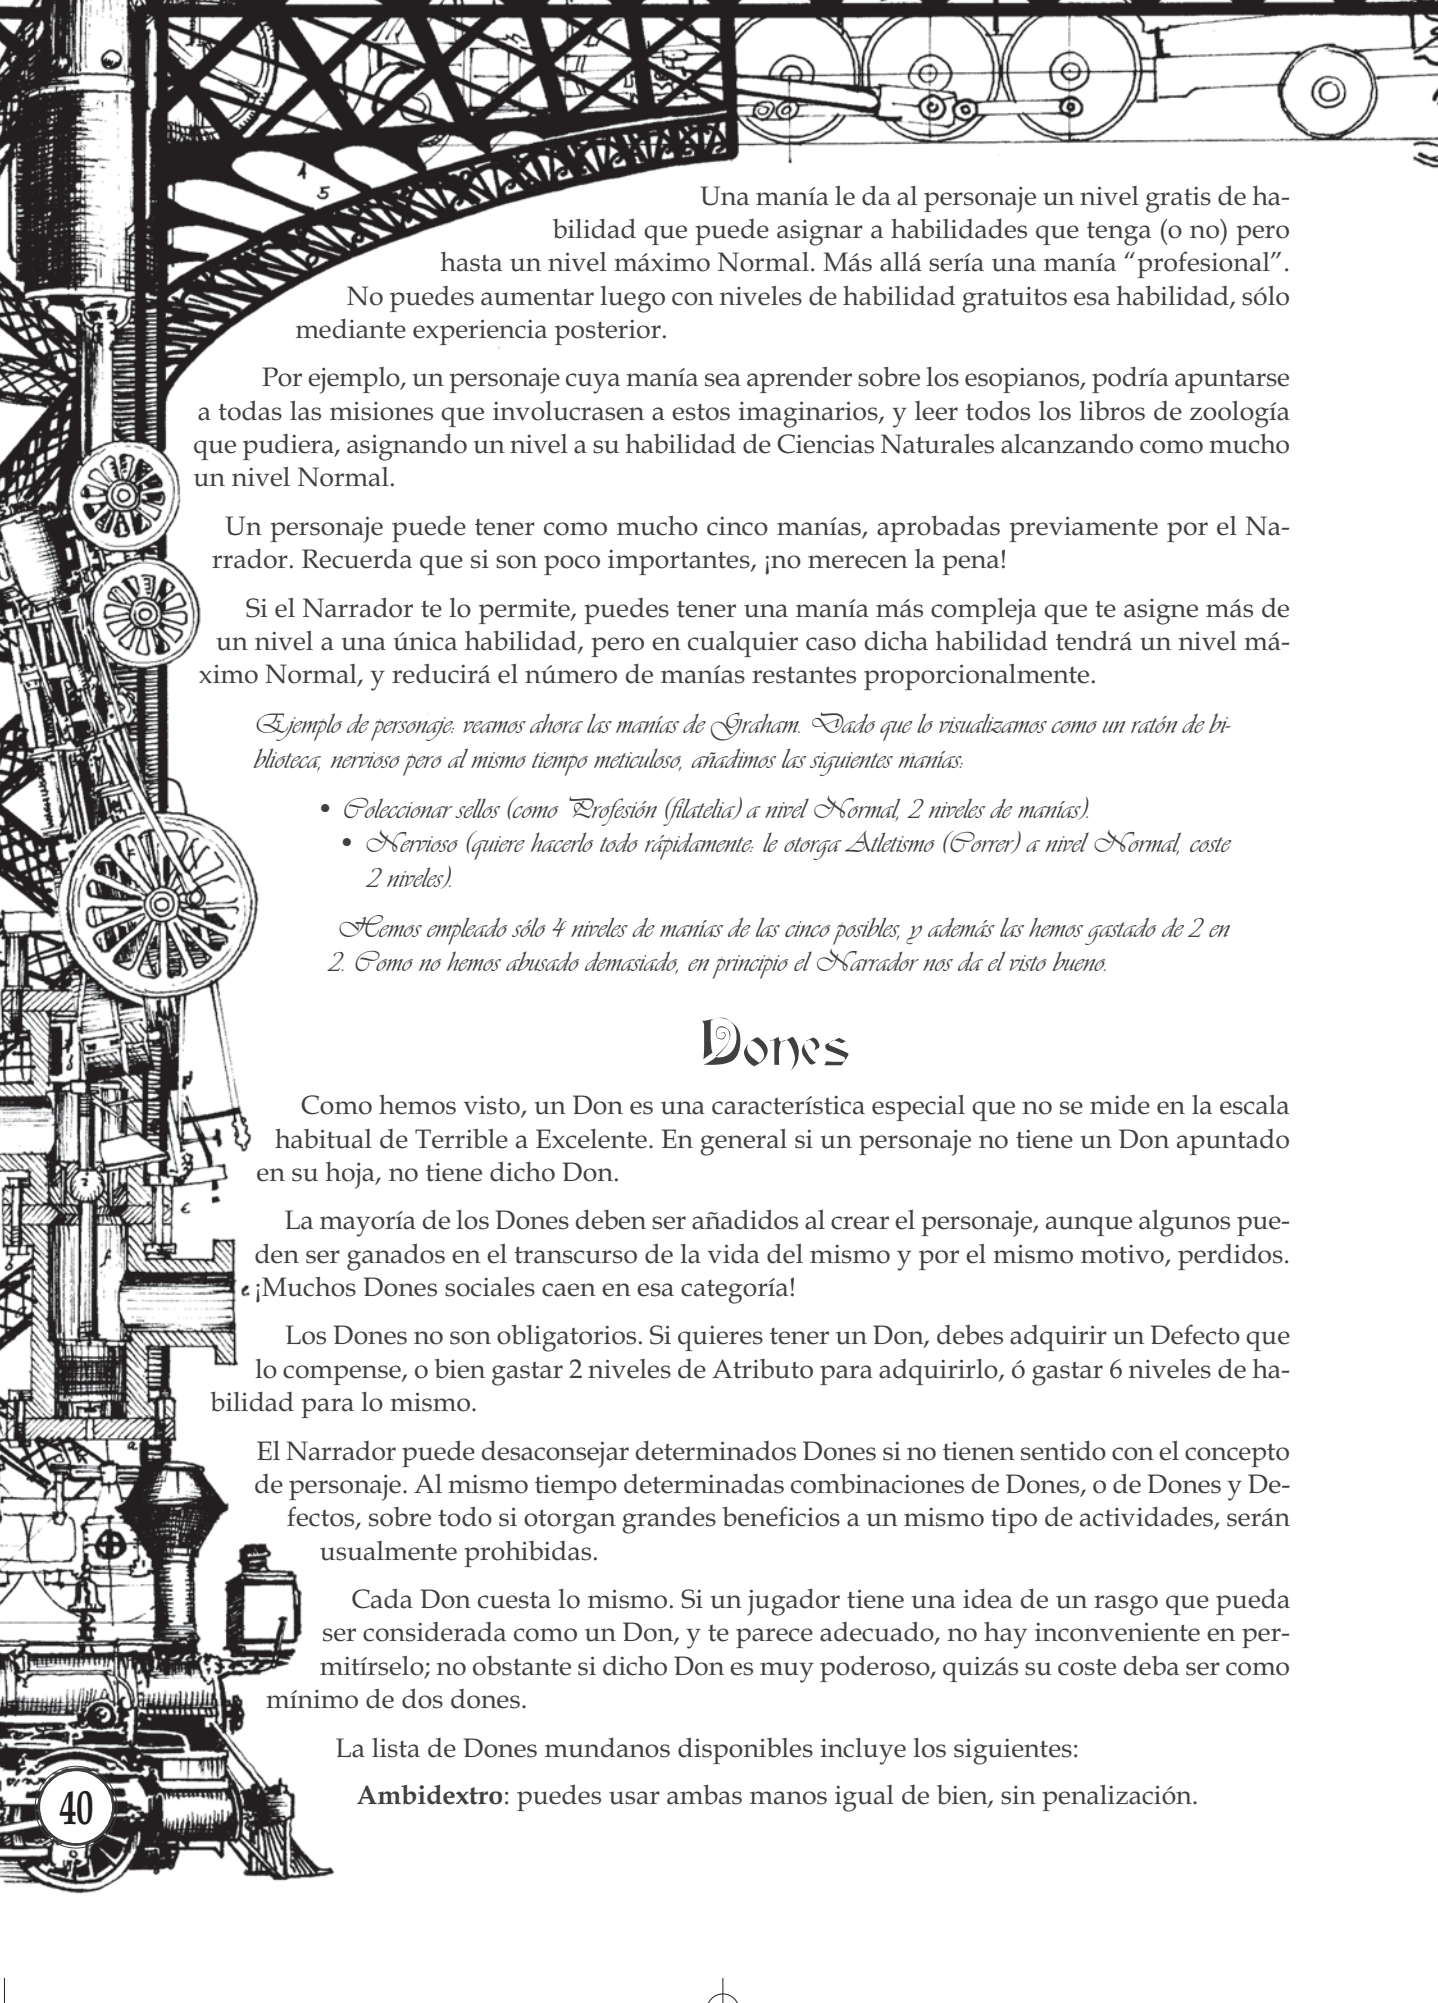 Una manía le da al personaje un nivel gratis de ha-
bilidad que puede asignar a habilidades que tenga (o no) pero
hasta un nivel máximo Normal. Más allá sería una manía “profesional”.
No puedes aumentar luego con niveles de habilidad gratuitos esa habilidad, sólo
mediante experiencia posterior.
Por ejemplo, un personaje cuya manía sea aprender sobre los esopianos, podría apuntarse
a todas las misiones que involucrasen a estos imaginarios, y leer todos los libros de zoología
que pudiera, asignando un nivel a su habilidad de Ciencias Naturales alcanzando como mucho
un nivel Normal.
Un personaje puede tener como mucho cinco manías, aprobadas previamente por el Na-
rrador. Recuerda que si son poco importantes, ¡no merecen la pena!
Si el Narrador te lo permite, puedes tener una manía más compleja que te asigne más de
un nivel a una única habilidad, pero en cualquier caso dicha habilidad tendrá un nivel má-
ximo Normal, y reducirá el número de manías restantes proporcionalmente.
Ejemplo de personaje: veamos ahora las manías de Graham. Dado que lo visualizamos como un ratón de bi-
blioteca, nervioso pero al mismo tiempo meticuloso, añadimos las siguientes manías:
• Coleccionar sellos (como Profesión (filatelia) a nivel Normal, 2 niveles de manías).
• Nervioso (quiere hacerlo todo rápidamente: le otorga Atletismo (Correr) a nivel Normal, coste
2 niveles).
Hemos empleado sólo 4 niveles de manías de las cinco posibles, y además las hemos gastado de 2 en
2. Como no hemos abusado demasiado, en principio el Narrador nos da el visto bueno.
Dones
Como hemos visto, un Don es una característica especial que no se mide en la escala
habitual de Terrible a Excelente. En general si un personaje no tiene un Don apuntado
en su hoja, no tiene dicho Don.
La mayoría de los Dones deben ser añadidos al crear el personaje, aunque algunos pue-
den ser ganados en el transcurso de la vida del mismo y por el mismo motivo, perdidos.
¡Muchos Dones sociales caen en esa categoría!
Los Dones no son obligatorios. Si quieres tener un Don, debes adquirir un Defecto que
lo compense, o bien gastar 2 niveles de Atributo para adquirirlo, ó gastar 6 niveles de ha-
bilidad para lo mismo.
El Narrador puede desaconsejar determinados Dones si no tienen sentido con el concepto
de personaje. Al mismo tiempo determinadas combinaciones de Dones, o de Dones y De-
fectos, sobre todo si otorgan grandes beneficios a un mismo tipo de actividades, serán
usualmente prohibidas.
Cada Don cuesta lo mismo. Si un jugador tiene una idea de un rasgo que pueda
ser considerada como un Don, y te parece adecuado, no hay inconveniente en per-
mitírselo; no obstante si dicho Don es muy poderoso, quizás su coste deba ser como
mínimo de dos dones.
La lista de Dones mundanos disponibles incluye los siguientes:
Ambidextro: puedes usar ambas manos igual de bien, sin penalización.
40